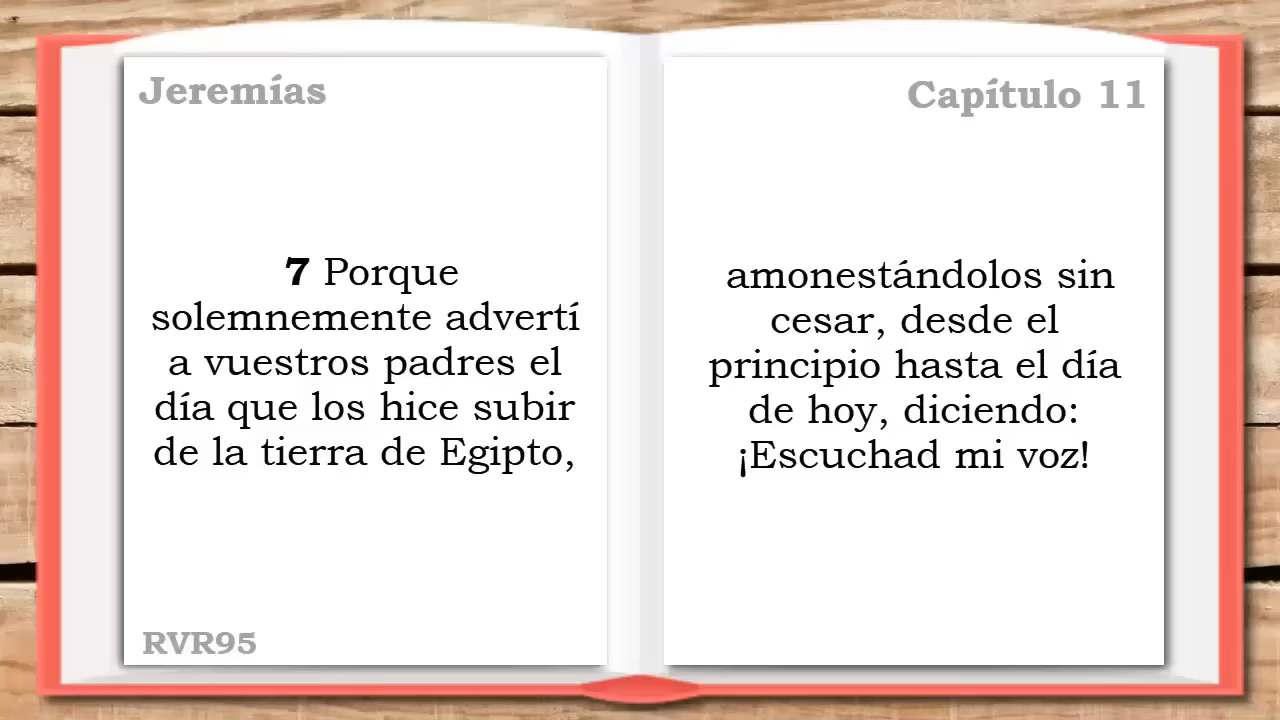 Jeremías
7 Porque
solemnemente advertí
a vuestros padres el
día que los hice subir
de la tierra de Egipto,
RVR95
Capítulo 11
amonestándolos sin
cesar, desde el
principio hasta el día
de hoy, diciendo:
¡Escuchad mi voz!